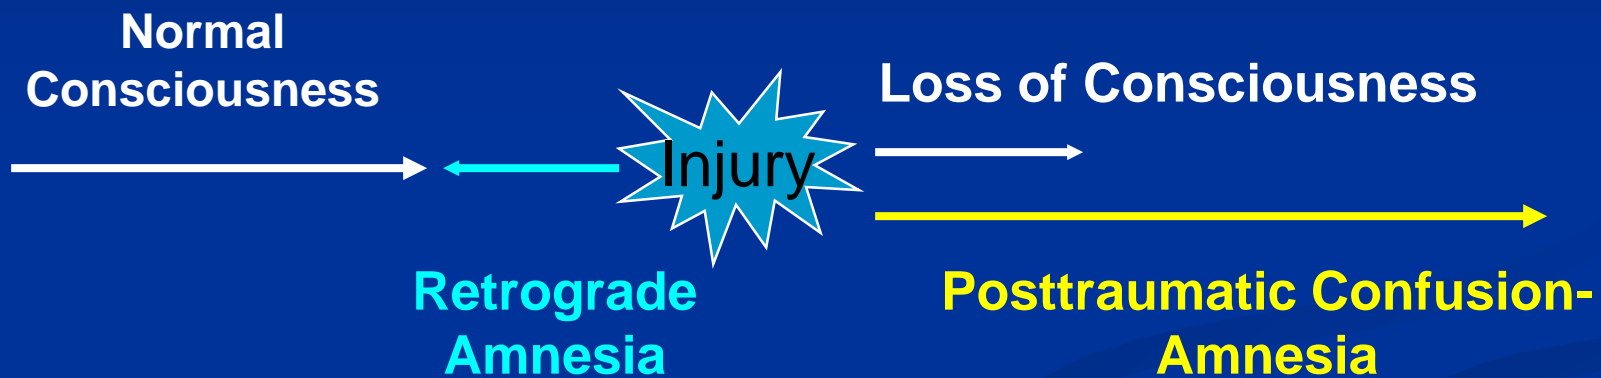 Normal
Consciousness
Loss of Consciousness
Injury
Retrograde
Amnesia
Posttraumatic Confusion-
Amnesia